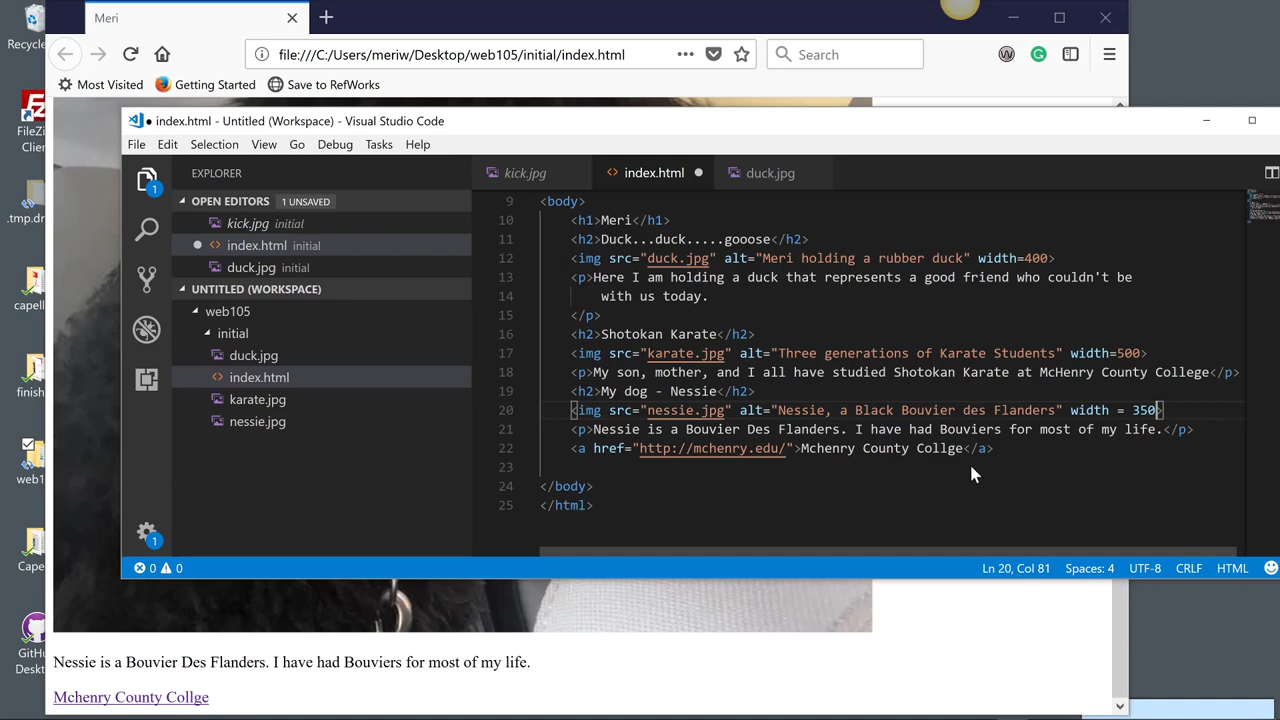 Recycle
Meri
file:///C:/Users/meriw/Desktop/web105/initial/index.html
Search
Most Visited
Getting Started
Save to RefWorks
FileZi
Clier
.tmp.dr
capell
finish
web10
Cape
GitH
Deskt
index.html - Untitled (Workspace) - Visual Studio Code
File Edit Selection View Go Debug Tasks Help
EXPLORER
kick.jpg
index.html
duck.jpg
OPEN EDITORS 1 UNSAVED
kick.jpg initial
index.html initial
duck.jpg initial
UNTITLED (WORKSPACE)
web105
initial
duck.jpg
index.html
karate.jpg
nessie.jpg
1
1
9 <body>
10 <h1>Meri</h1>
11 <h2>Duck...duck.....gooose</h2>
12 <img src="duck.jpg" alt="Meri holding a rubber duck" width=400>
13 <p>Here I am holding a duck that represents a good friend who couldn't be
14 with us today.
15 </p>
16 <h2>Shotokan Karate</h2>
17 <img src="karate.jpg" alt="Three generations of Karate Students" width=500>
18 <p>My son, mother, and I all have studied Shotokan Karate at McHenry County College</p>
19 <h2>My dog - Nessie</h2>
20 <img src="nessie.jpg" alt="Nessie, a Black Bouvier des Flanders" width = 350>
21 <p>Nessie is a Bouvier Des Flanders. I have had Bouviers for most of my life.</p>
22 <a href="http://mchenry.edu/">Mchenry County Collge</a>
23
24 </body>
25 </html>
0 0 Ln 20, Col 81 Spaces: 4 UTF-8 CRLF HTML
Nessie is a Bouvier Des Flanders. I have had Bouviers for most of my life.
Mchenry County Collge